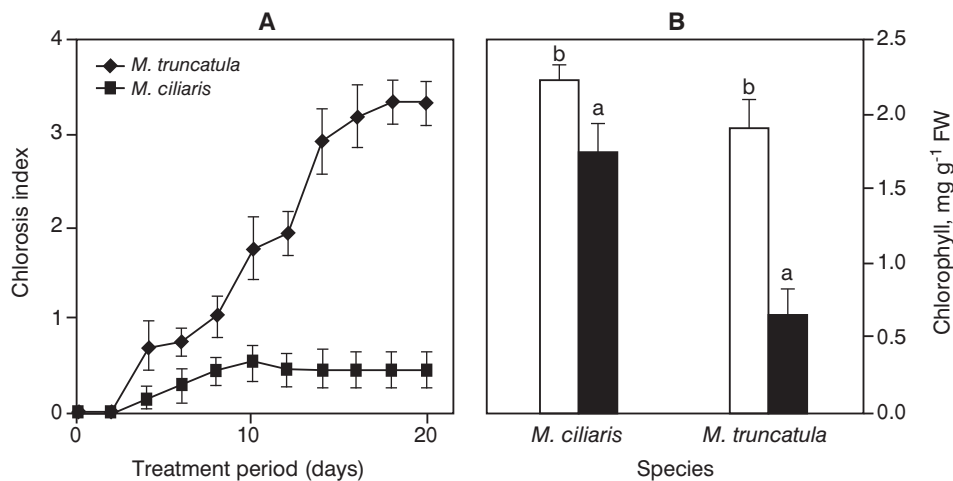 A
B
4
3
2
1
0
Chlorosis index
M. truncatula
M. ciliaris
0
10
20
Treatment period (days)
b
a
b
a
2.5
2.0
1.5
1.0
0.5
0.0
Chlorophyll, mg g⁻¹ FW
M. ciliaris
M. truncatula
Species